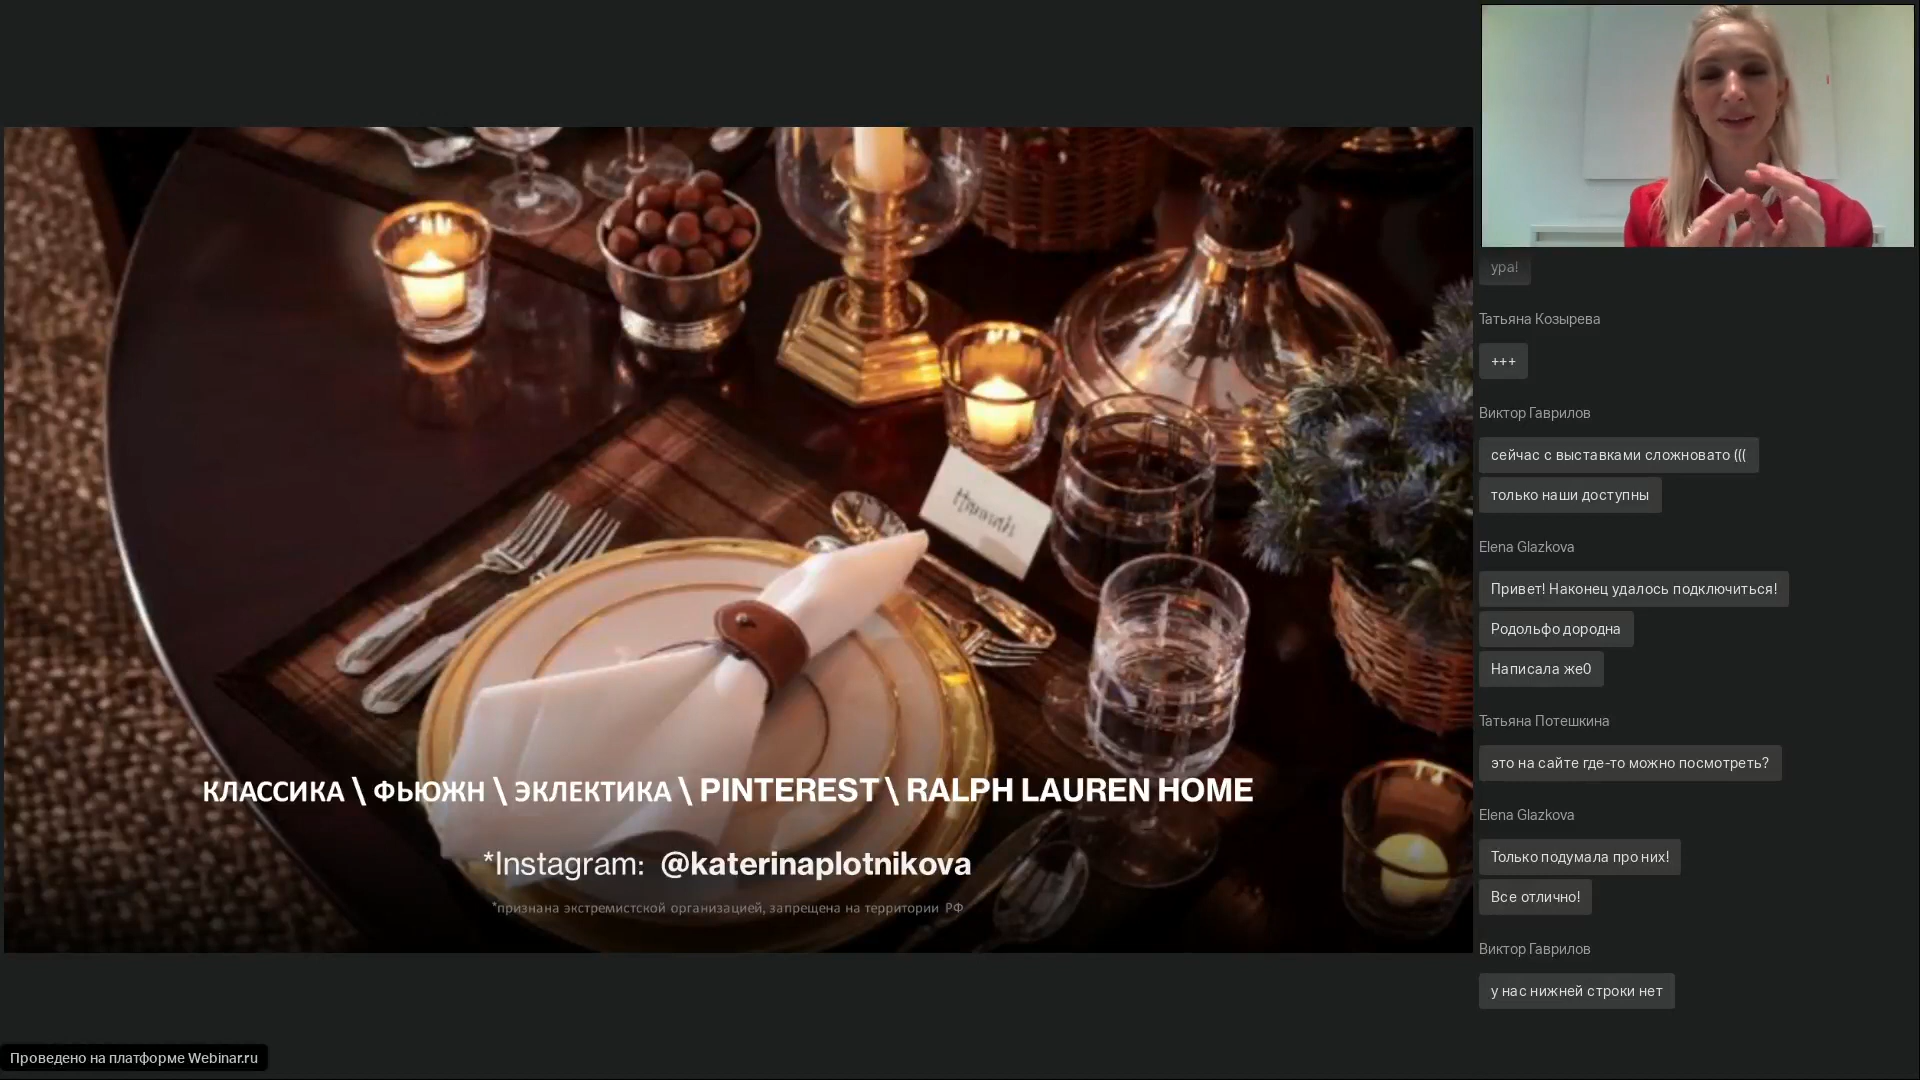 Hannah
КЛАССИКА \ ФЬЮЖН \ ЭКЛЕКТИКА \ PINTEREST \ RALPH LAUREN HOME
*Instagram: @katerinaplotnikova
*признана экстремистской организацией, запрещена на территории РФ
ура!
Татьяна Козырева
+++
Виктор Гаврилов
сейчас с выставками сложновато (((
только наши доступны
Elena Glazkova
Привет! Наконец удалось подключиться!
Родольфо дородна
Написала же0
Татьяна Потешкина
это на сайте где-то можно посмотреть?
Elena Glazkova
Только подумала про них!
Все отлично!
Виктор Гаврилов
у нас нижней строки нет
Проведено на платформе Webinar.ru